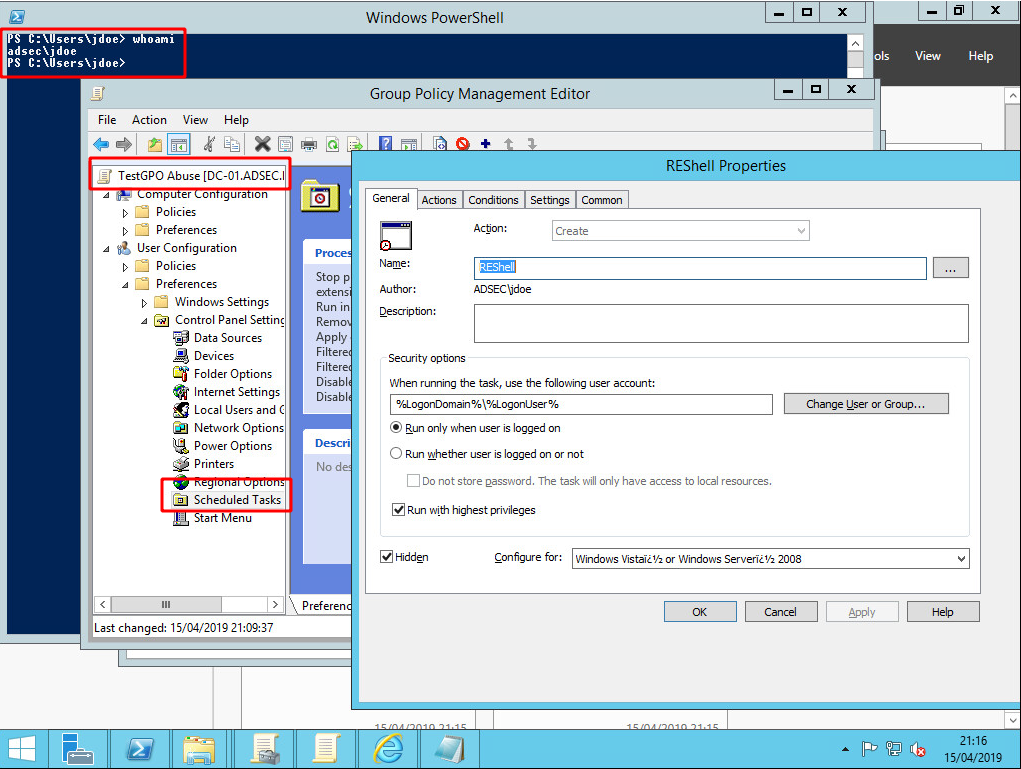 Windows PowerShell
PS C:\Users\jdoe> whoami
adsec\jdoe
PS C:\Users\jdoe>
ols View Help
Group Policy Management Editor
File Action View Help
TestGPO Abuse [DC-01.ADSEC.
Computer Configuration
Policies
Preferences
User Configuration
Policies
Preferences
Windows Settings
Control Panel Setting
Data Sources
Devices
Folder Options
Internet Settings
Local Users and G
Network Options
Power Options
Printers
Regional Options
Scheduled Tasks
Start Menu
Last changed: 15/04/2019 21:09:37
Proces
Stop p
extensi
Run in
Remov
Apply
Filtered
Filtered
Disable
Disable
Descri
No des
Preferenc
REShell Properties
General Actions Conditions Settings Common
Action: Create
Name: REShell ...
Author: ADSEC\jdoe
Description:
Security options
When running the task, use the following user account:
%LogonDomain%\%LogonUser% Change User or Group...
Run only when user is logged on
Run whether user is logged on or not
Do not store password. The task will only have access to local resources.
Run with highest privileges
Hidden Configure for: Windows Vistaï¿½ or Windows Serverï¿½ 2008
OK Cancel Apply Help
15/04/2019 21:15 15/04/2019 21:15
21:16
15/04/2019